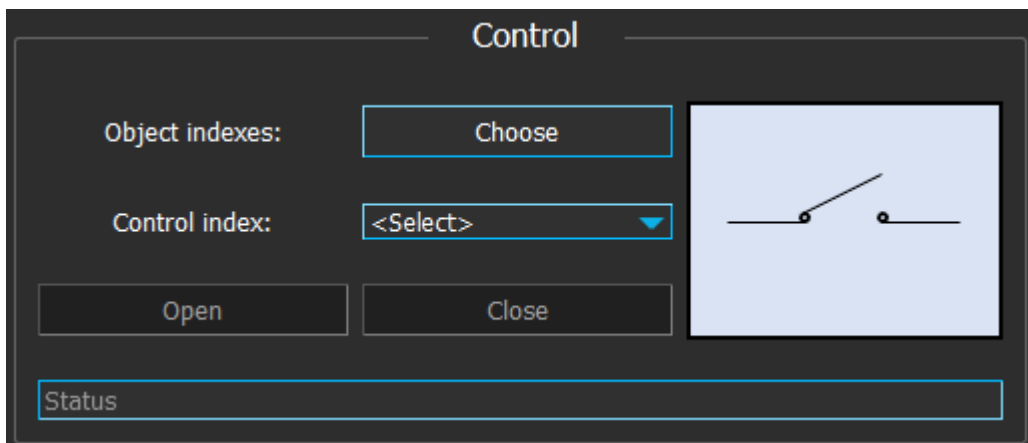 Control
Object indexes:
Choose
Control index:
<Select>
Open
Close
Status